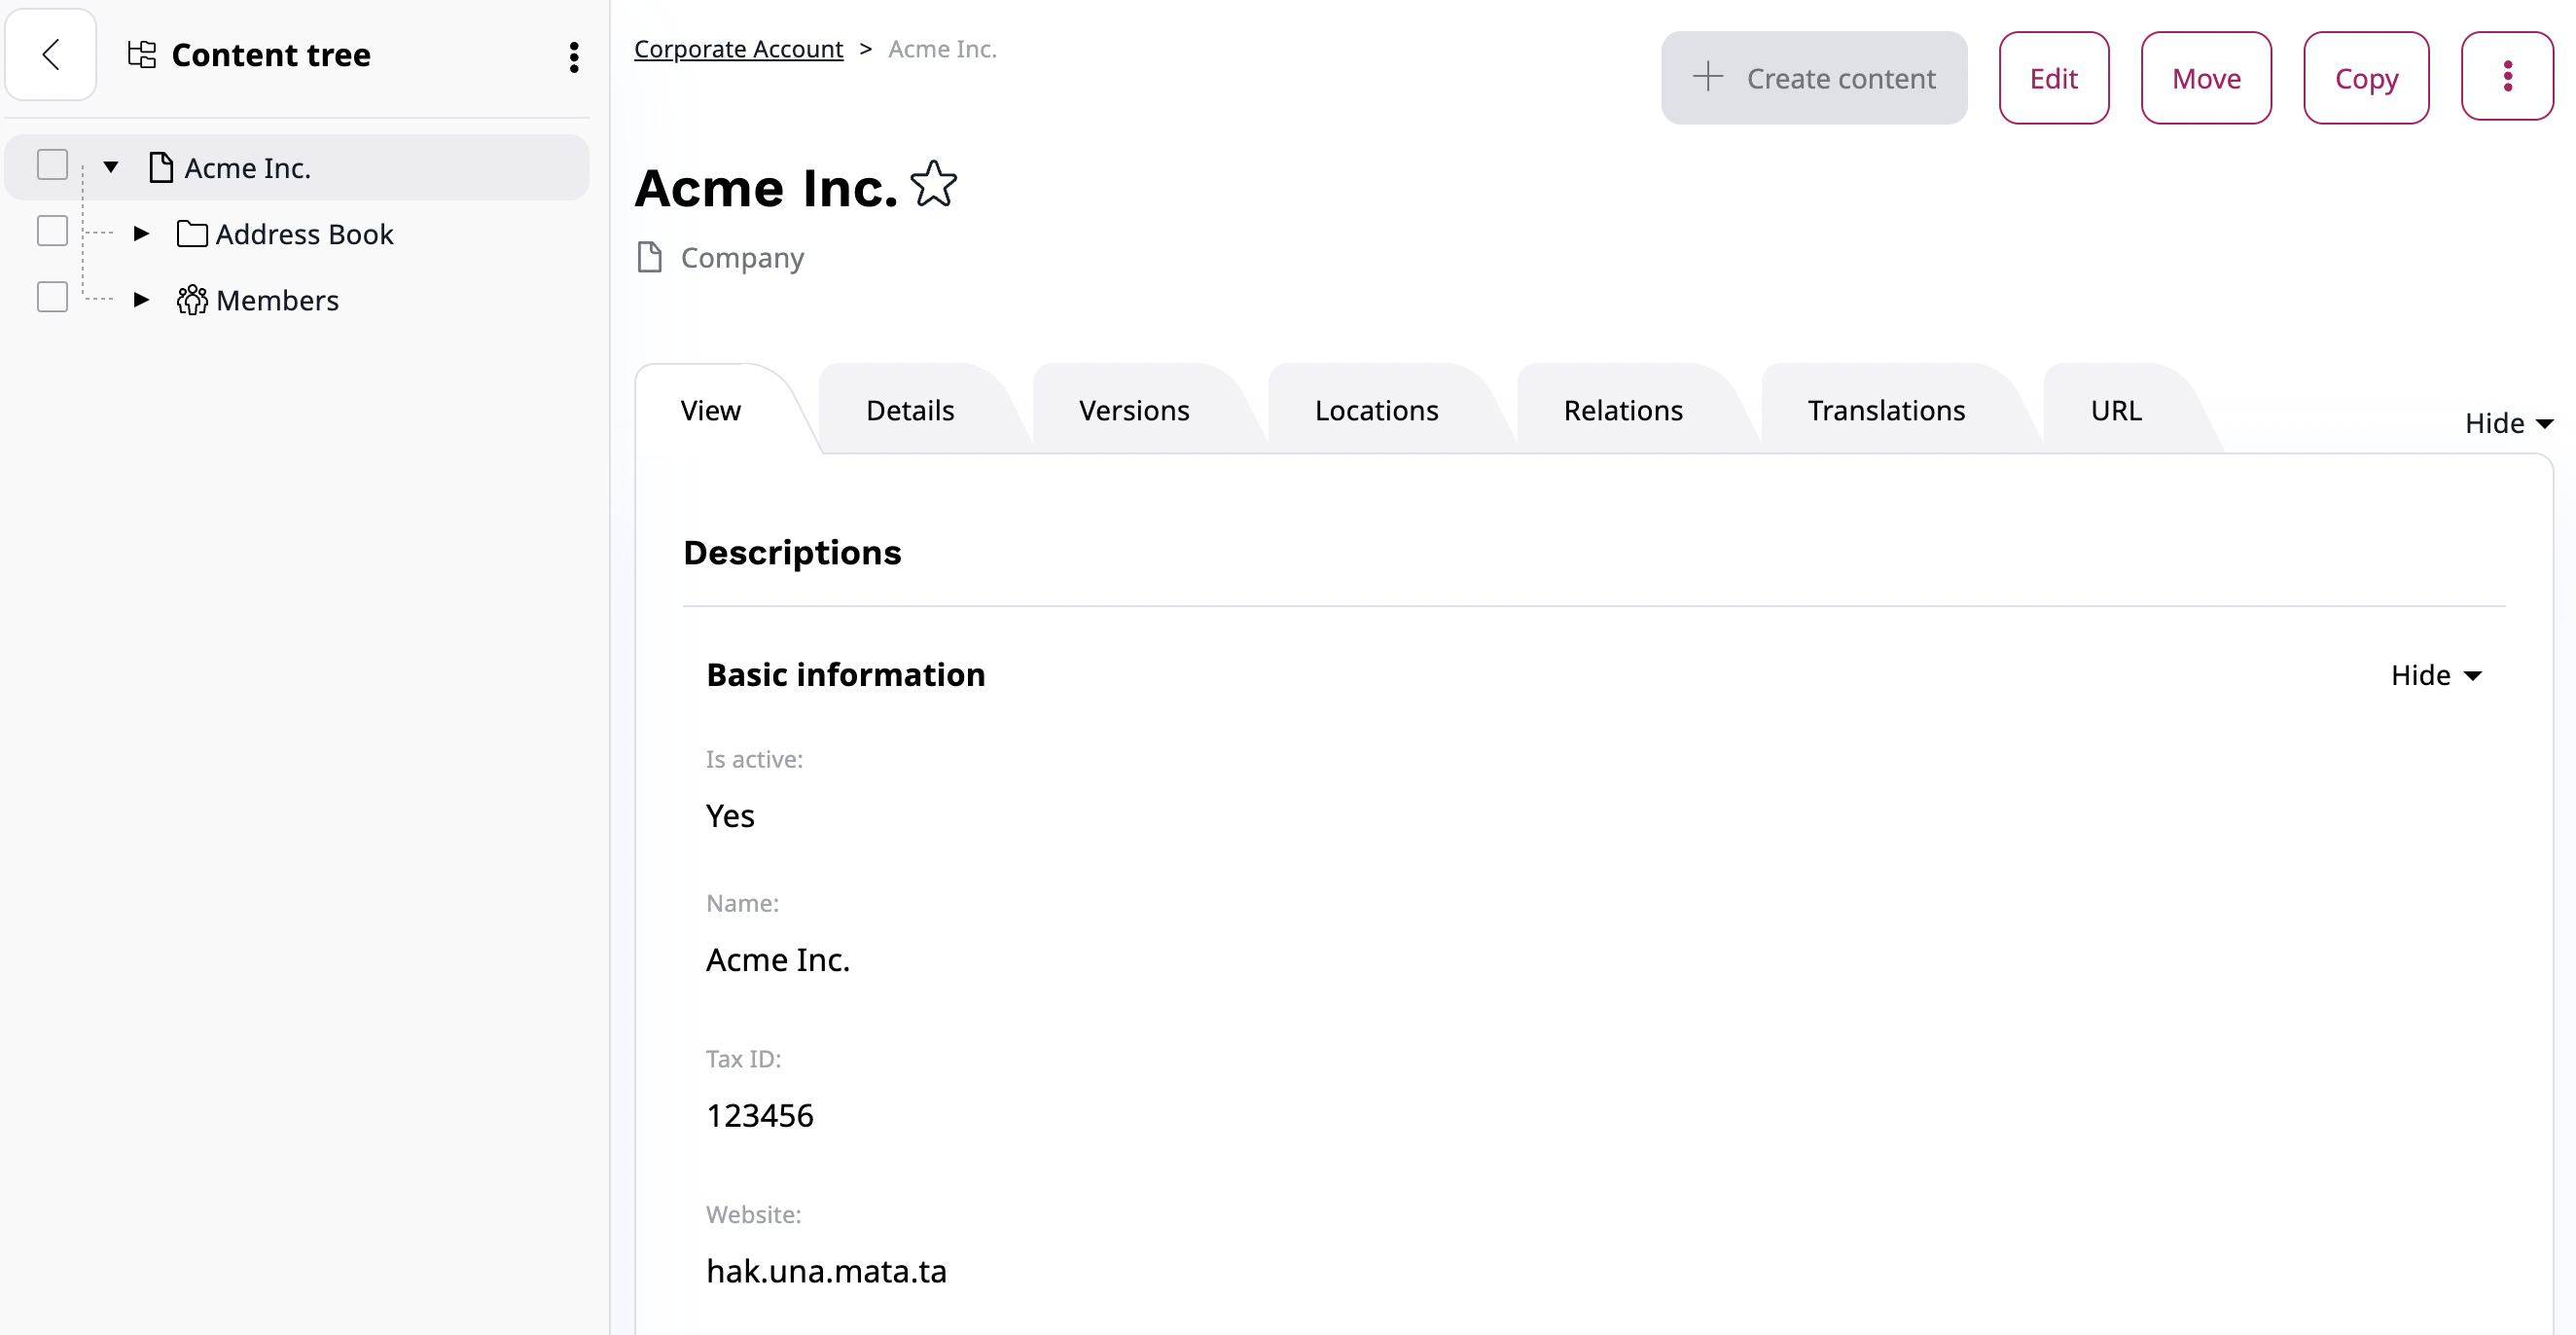 Content tree
Acme Inc.
Address Book
Members
Corporate Account > Acme Inc.
Create content
Edit
Move
Copy
Acme Inc.
Company
View
Details
Versions
Locations
Relations
Translations
URL
Hide
Descriptions
Basic information
Hide
Is active:
Yes
Name:
Acme Inc.
Tax ID:
123456
Website:
hak.una.mata.ta